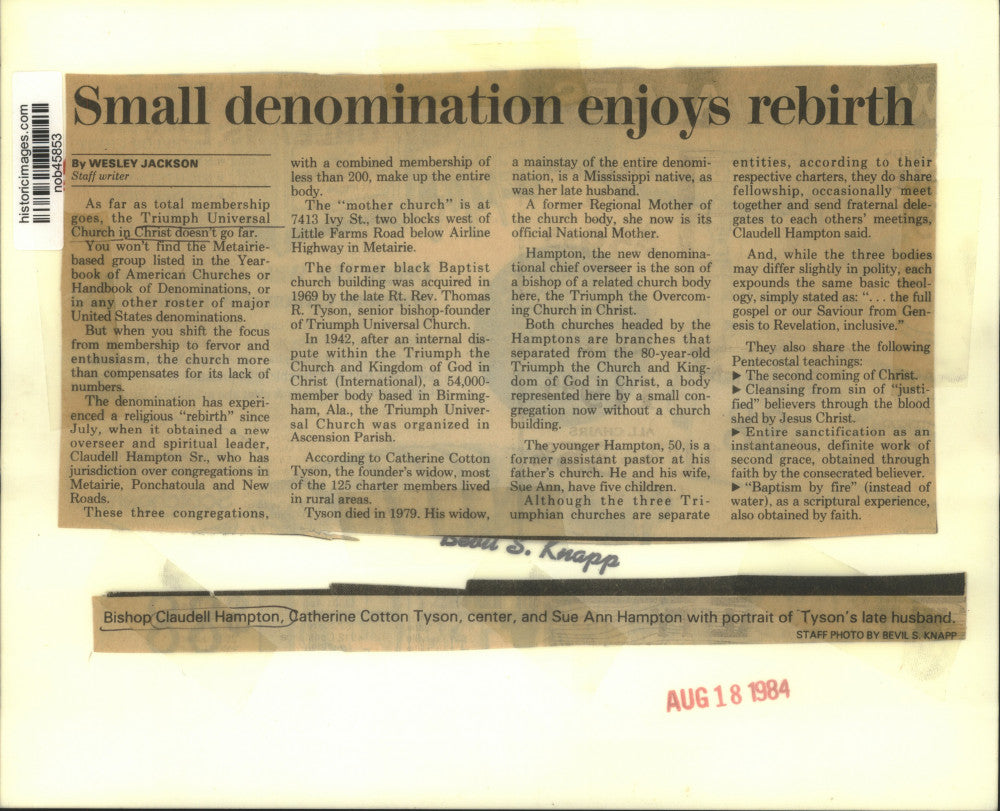 historicimages.com
nob45853
Small denomination enjoys rebirth
By WESLEY JACKSON
Staff writer
As far as total membership
goes, the Triumph Universal
Church in Christ doesn't go far.
You won't find the Metairie-
based group listed in the Year-
book of American Churches or
Handbook of Denominations, or
in any other roster of major
United States denominations.
But when you shift the focus
from membership to fervor and
enthusiasm, the church more
than compensates for its lack of
numbers.
The denomination has experi-
enced a religious "rebirth" since
July, when it obtained a new
overseer and spiritual leader,
Claudell Hampton Sr., who has
jurisdiction over congregations in
Metairie, Ponchatoula and New
Roads.
These three congregations,
with a combined membership of
less than 200, make up the entire
body.
The "mother church" is at
7413 Ivy St., two blocks west of
Little Farms Road below Airline
Highway in Metairie.
The former black Baptist
church building was acquired in
1969 by the late Rt. Rev. Thomas
R. Tyson, senior bishop-founder
of Triumph Universal Church.
In 1942, after an internal dis-
pute within the Triumph the
Church and Kingdom of God in
Christ (International), a 54,000-
member body based in Birming-
ham, Ala., the Triumph Univer-
sal Church was organized in
Ascension Parish.
According to Catherine Cotton
Tyson, the founder's widow, most
of the 125 charter members lived
in rural areas.
Tyson died in 1979. His widow,
a mainstay of the entire denomi-
nation, is a Mississippi native, as
was her late husband.
A former Regional Mother of
the church body, she now is its
official National Mother.
Hampton, the new denomina-
tional chief overseer is the son of
a bishop of a related church body
here, the Triumph the Overcom-
ing Church in Christ.
Both churches headed by the
Hamptons are branches that
separated from the 80-year-old
Triumph the Church and King-
dom of God in Christ, a body
represented here by a small con-
gregation now without a church
building.
The younger Hampton, 50, is a
former assistant pastor at his
father's church. He and his wife,
Sue Ann, have five children.
Although the three Tri-
umphian churches are separate
entities, according to their
respective charters, they do share
fellowship, occasionally meet
together and send fraternal dele-
gates to each others' meetings,
Claudell Hampton said.
And, while the three bodies
may differ slightly in polity, each
expounds the same basic theol-
ogy, simply stated as: ". . . the full
gospel or our Saviour from Gen-
esis to Revelation, inclusive."
They also share the following
Pentecostal teachings:
▶ The second coming of Christ.
▶ Cleansing from sin of "justi-
fied" believers through the blood
shed by Jesus Christ.
▶ Entire sanctification as an
instantaneous, definite work of
second grace, obtained through
faith by the consecrated believer.
▶ "Baptism by fire" (instead of
water), as a scriptural experience,
also obtained by faith.
Bevil S. Knapp
Bishop Claudell Hampton, Catherine Cotton Tyson, center, and Sue Ann Hampton with portrait of Tyson's late husband.
STAFF PHOTO BY BEVIL S. KNAPP
AUG 18 1984